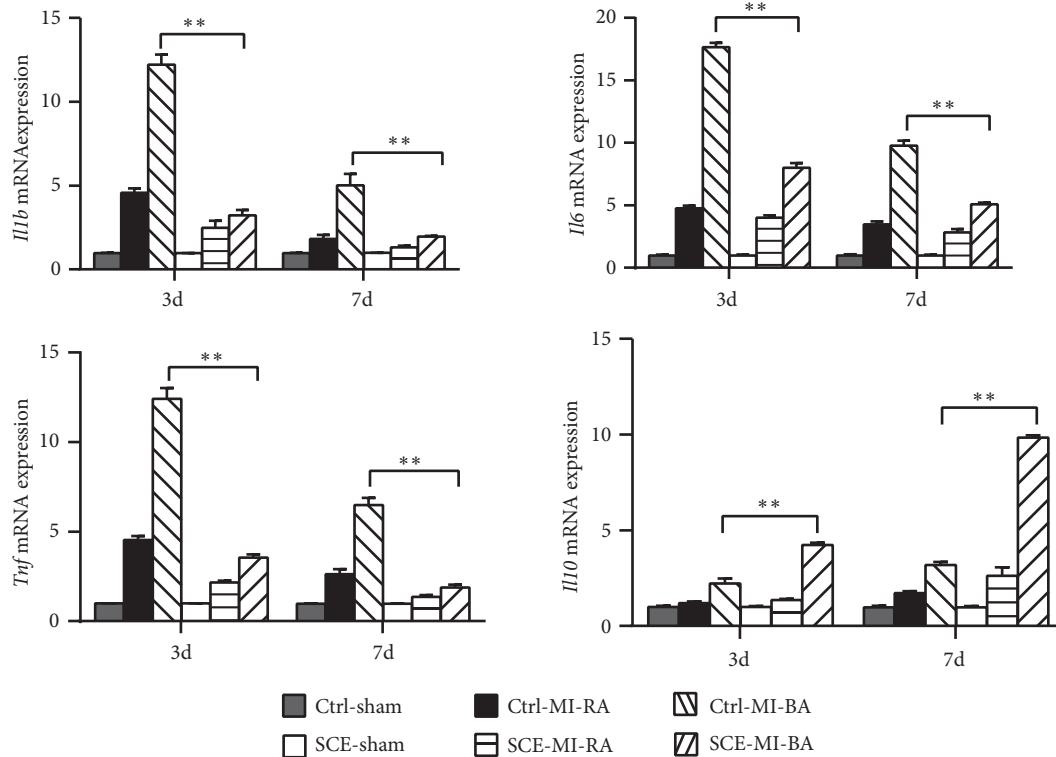 Il1b mRNAexpression
15
10
5
0
**
**
3d
7d
Il6 mRNA expression
20
15
10
5
0
**
**
3d
7d
Tnf mRNA expression
15
10
5
0
**
**
3d
7d
Il10 mRNA expression
15
10
5
0
**
**
3d
7d
Ctrl-sham
Ctrl-MI-RA
Ctrl-MI-BA
SCE-sham
SCE-MI-RA
SCE-MI-BA